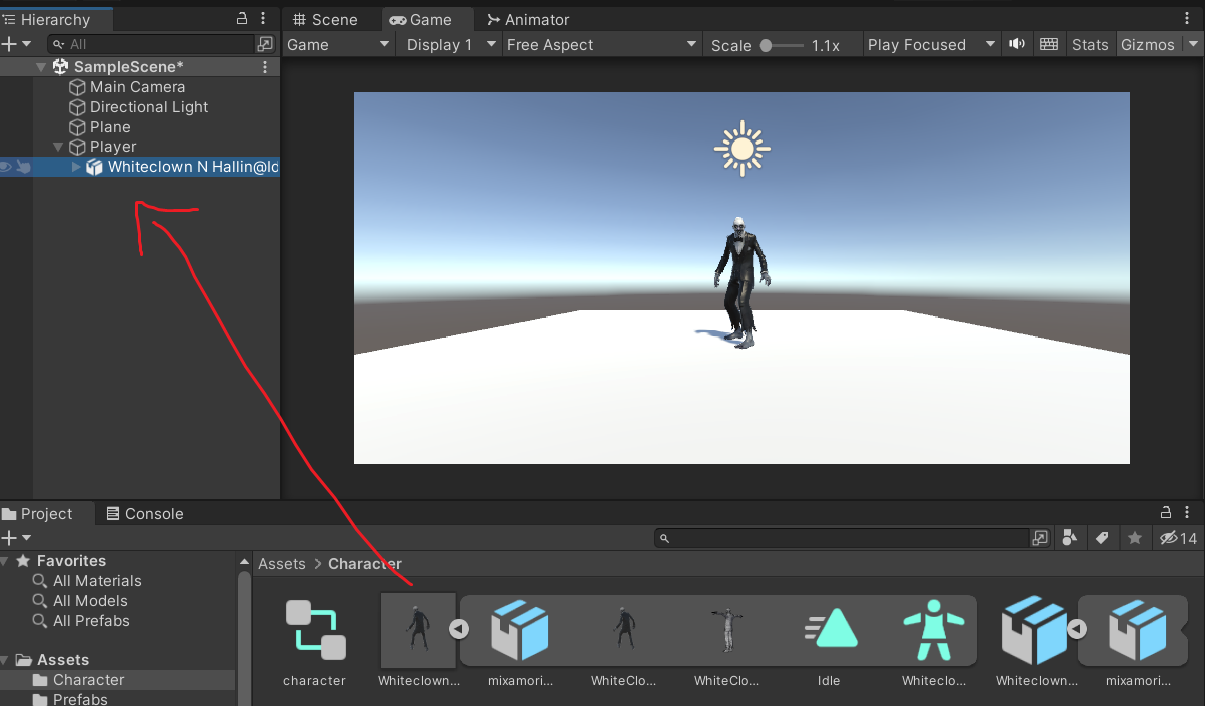 Hierarchy
Scene
Game
Animator
All
Game
Display 1
Free Aspect
Scale
1.1x
Play Focused
Stats
Gizmos
SampleScene*
Main Camera
Directional Light
Plane
Player
Whiteclown N Hallin@Id
Project
Console
14
Favorites
All Materials
All Models
All Prefabs
Assets
Character
Prefabs
Assets > Character
character
Whiteclown...
mixamori...
WhiteClo...
WhiteClo...
Idle
Whiteclo...
Whiteclown...
mixamori...